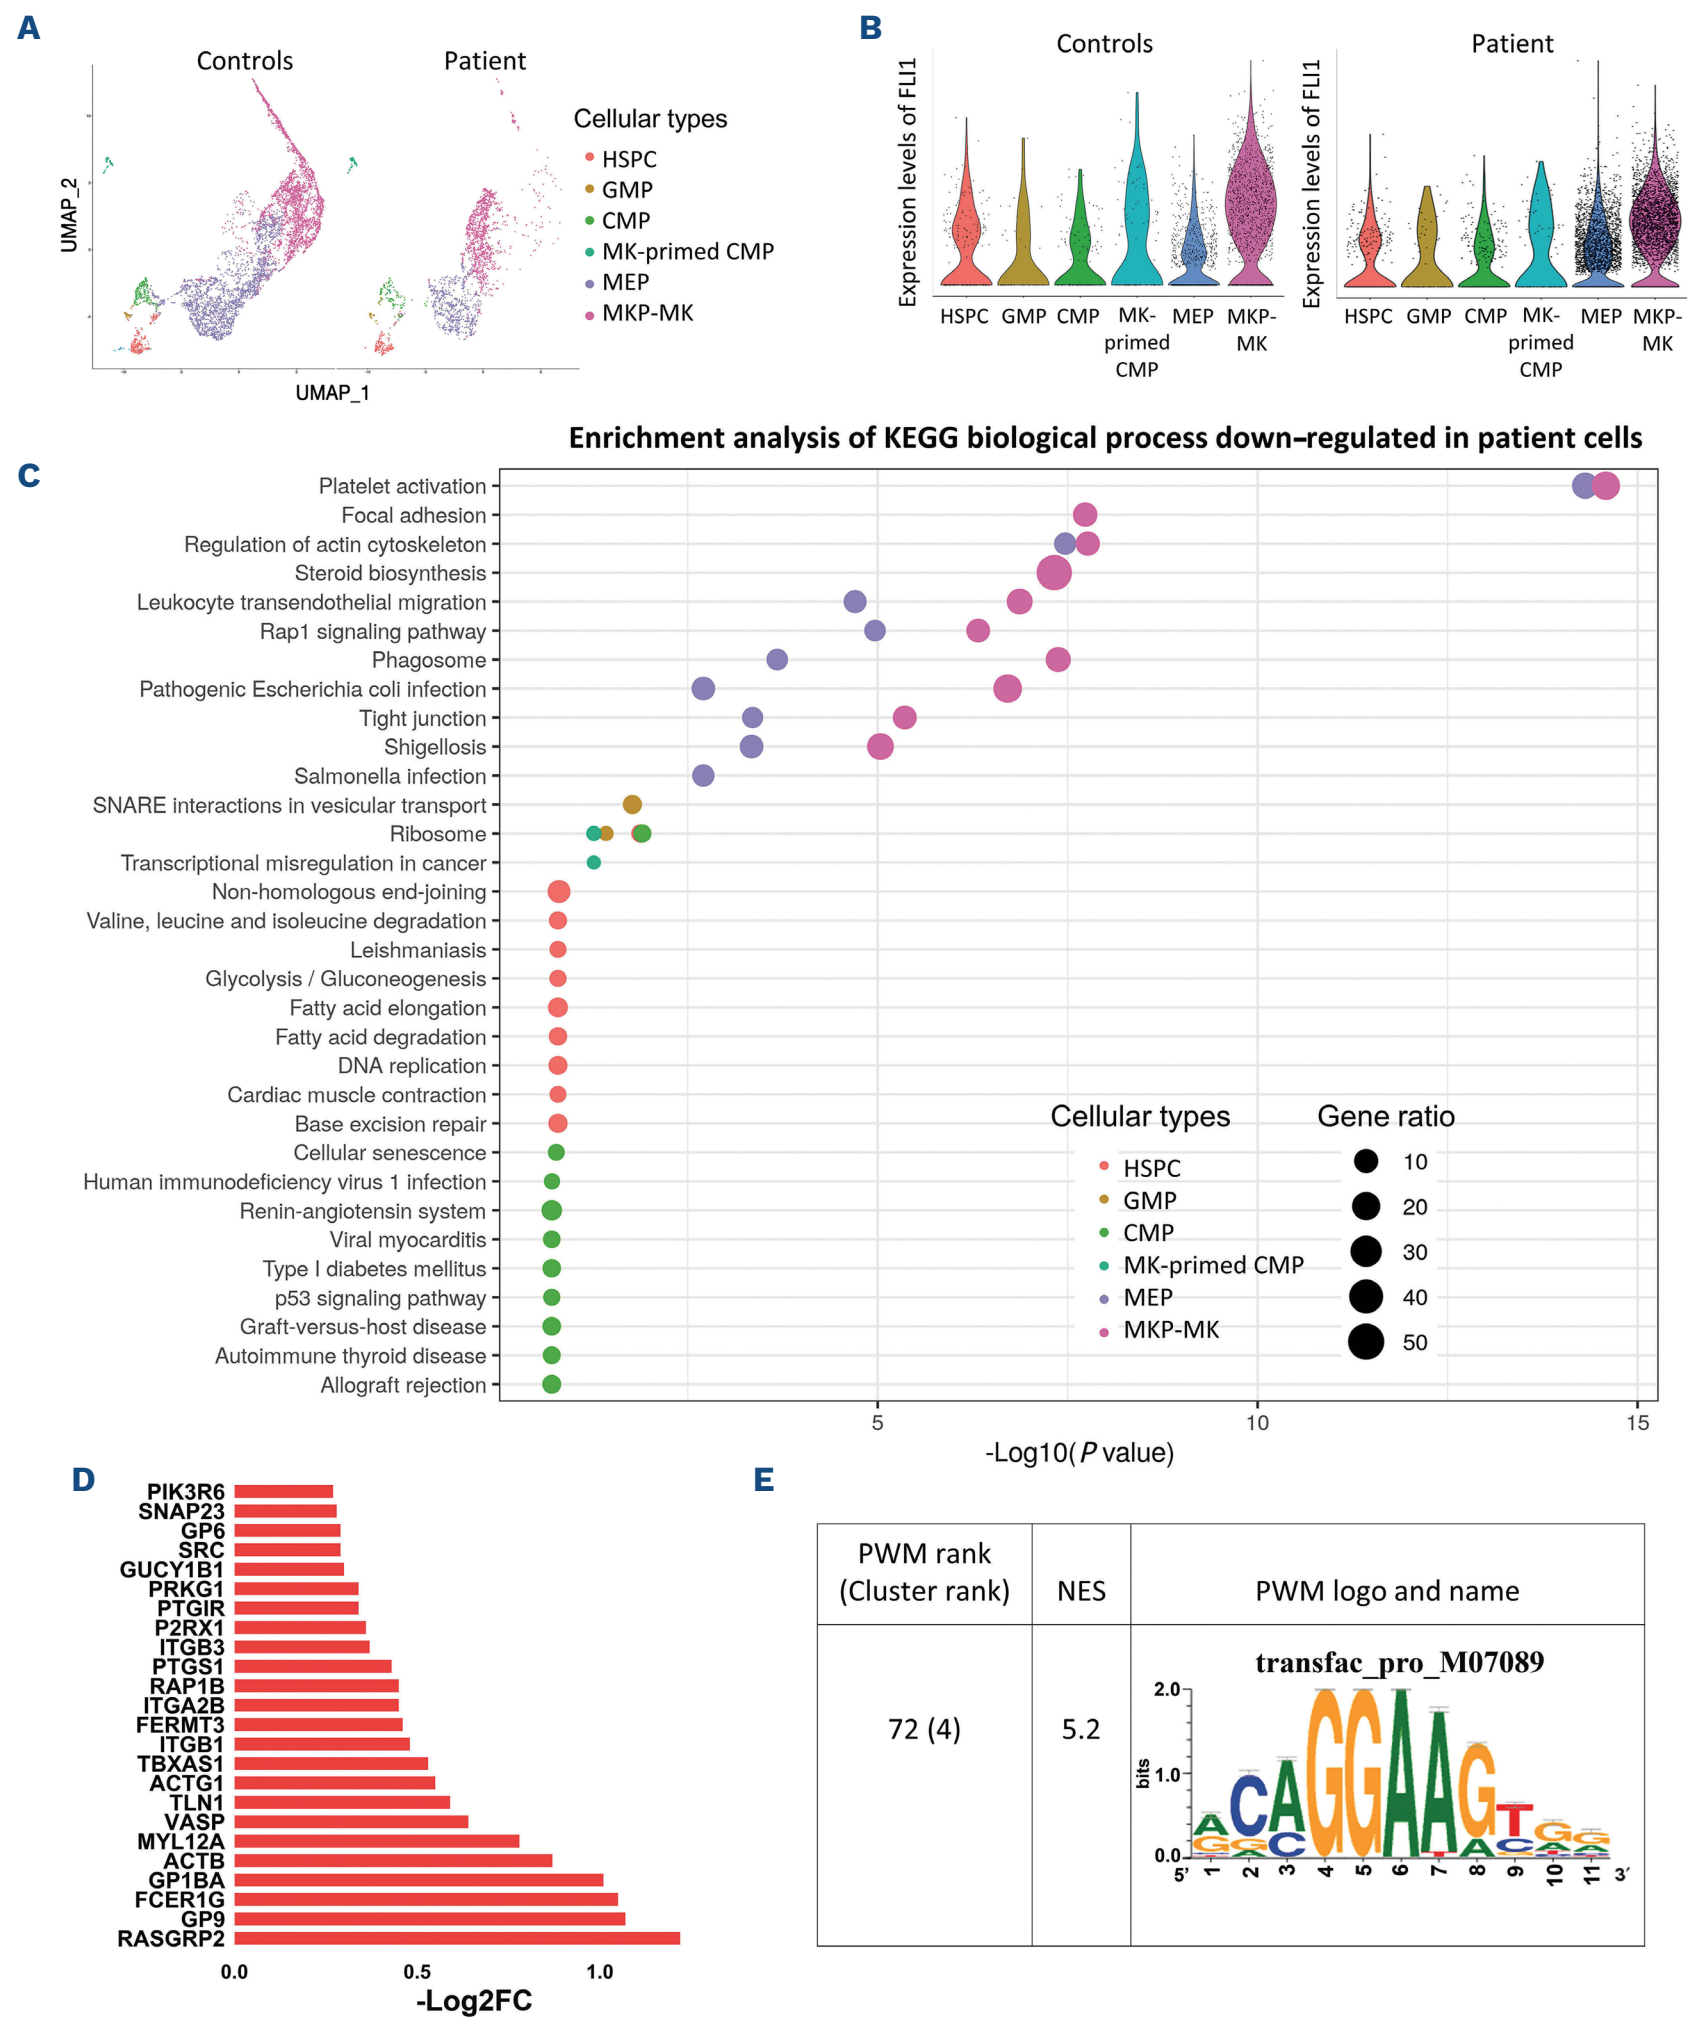 A
Controls
Patient
UMAP_2
UMAP_1
Cellular types
HSPC
GMP
CMP
MK-primed CMP
MEP
MKP-MK
B
Controls
Patient
Expression levels of FLI1
HSPC
GMP
CMP
MK-
primed
CMP
MEP
MKP-
MK
Expression levels of FLI1
HSPC
GMP
CMP
MK-
primed
CMP
MEP
MKP-
MK
C
Enrichment analysis of KEGG biological process down-regulated in patient cells
Platelet activation
Focal adhesion
Regulation of actin cytoskeleton
Steroid biosynthesis
Leukocyte transendothelial migration
Rap1 signaling pathway
Phagosome
Pathogenic Escherichia coli infection
Tight junction
Shigellosis
Salmonella infection
SNARE interactions in vesicular transport
Ribosome
Transcriptional misregulation in cancer
Non-homologous end-joining
Valine, leucine and isoleucine degradation
Leishmaniasis
Glycolysis / Gluconeogenesis
Fatty acid elongation
Fatty acid degradation
DNA replication
Cardiac muscle contraction
Base excision repair
Cellular senescence
Human immunodeficiency virus 1 infection
Renin-angiotensin system
Viral myocarditis
Type I diabetes mellitus
p53 signaling pathway
Graft-versus-host disease
Autoimmune thyroid disease
Allograft rejection
Cellular types
HSPC
GMP
CMP
MK-primed CMP
MEP
MKP-MK
Gene ratio
10
20
30
40
50
5
10
15
-Log10(P value)
D
PIK3R6
SNAP23
GP6
SRC
GUCY1B1
PRKG1
PTGIR
P2RX1
ITGB3
PTGS1
RAP1B
ITGA2B
FERMT3
ITGB1
TBXAS1
ACTG1
TLN1
VASP
MYL12A
ACTB
GP1BA
FCER1G
GP9
RASGRP2
0.0
0.5
1.0
-Log2FC
E
PWM rank
(Cluster rank)
NES
PWM logo and name
72 (4)
5.2
transfac_pro_M07089
2.0
1.0
0.0
bits
5'
1
2
3
4
5
6
7
8
9
10
11
3'